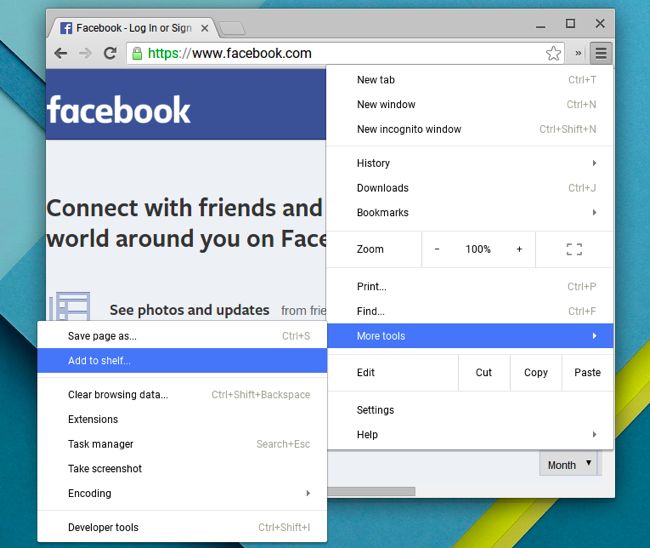 Facebook - Log In or Sign
https://www.facebook.com
»
facebook
Connect with friends and
world around you on Face
See photos and updates from frie
Month
New tab Ctrl+T
New window Ctrl+N
New incognito window Ctrl+Shift+N
History
Downloads Ctrl+J
Bookmarks
Zoom − 100% +
Print... Ctrl+P
Find... Ctrl+F
More tools
Edit Cut Copy Paste
Settings
Help
Save page as... Ctrl+S
Add to shelf...
Clear browsing data... Ctrl+Shift+Backspace
Extensions
Task manager Search+Esc
Take screenshot
Encoding
Developer tools Ctrl+Shift+I